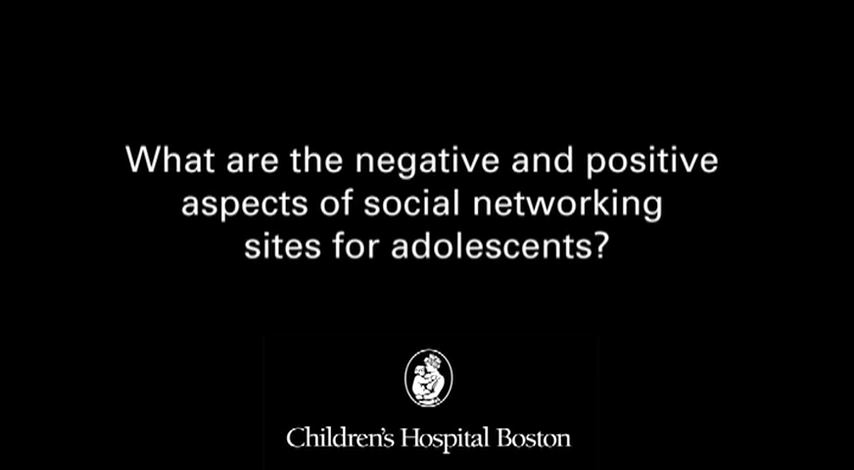 What are the negative and positive
aspects of social networking
sites for adolescents?
Children's Hospital Boston